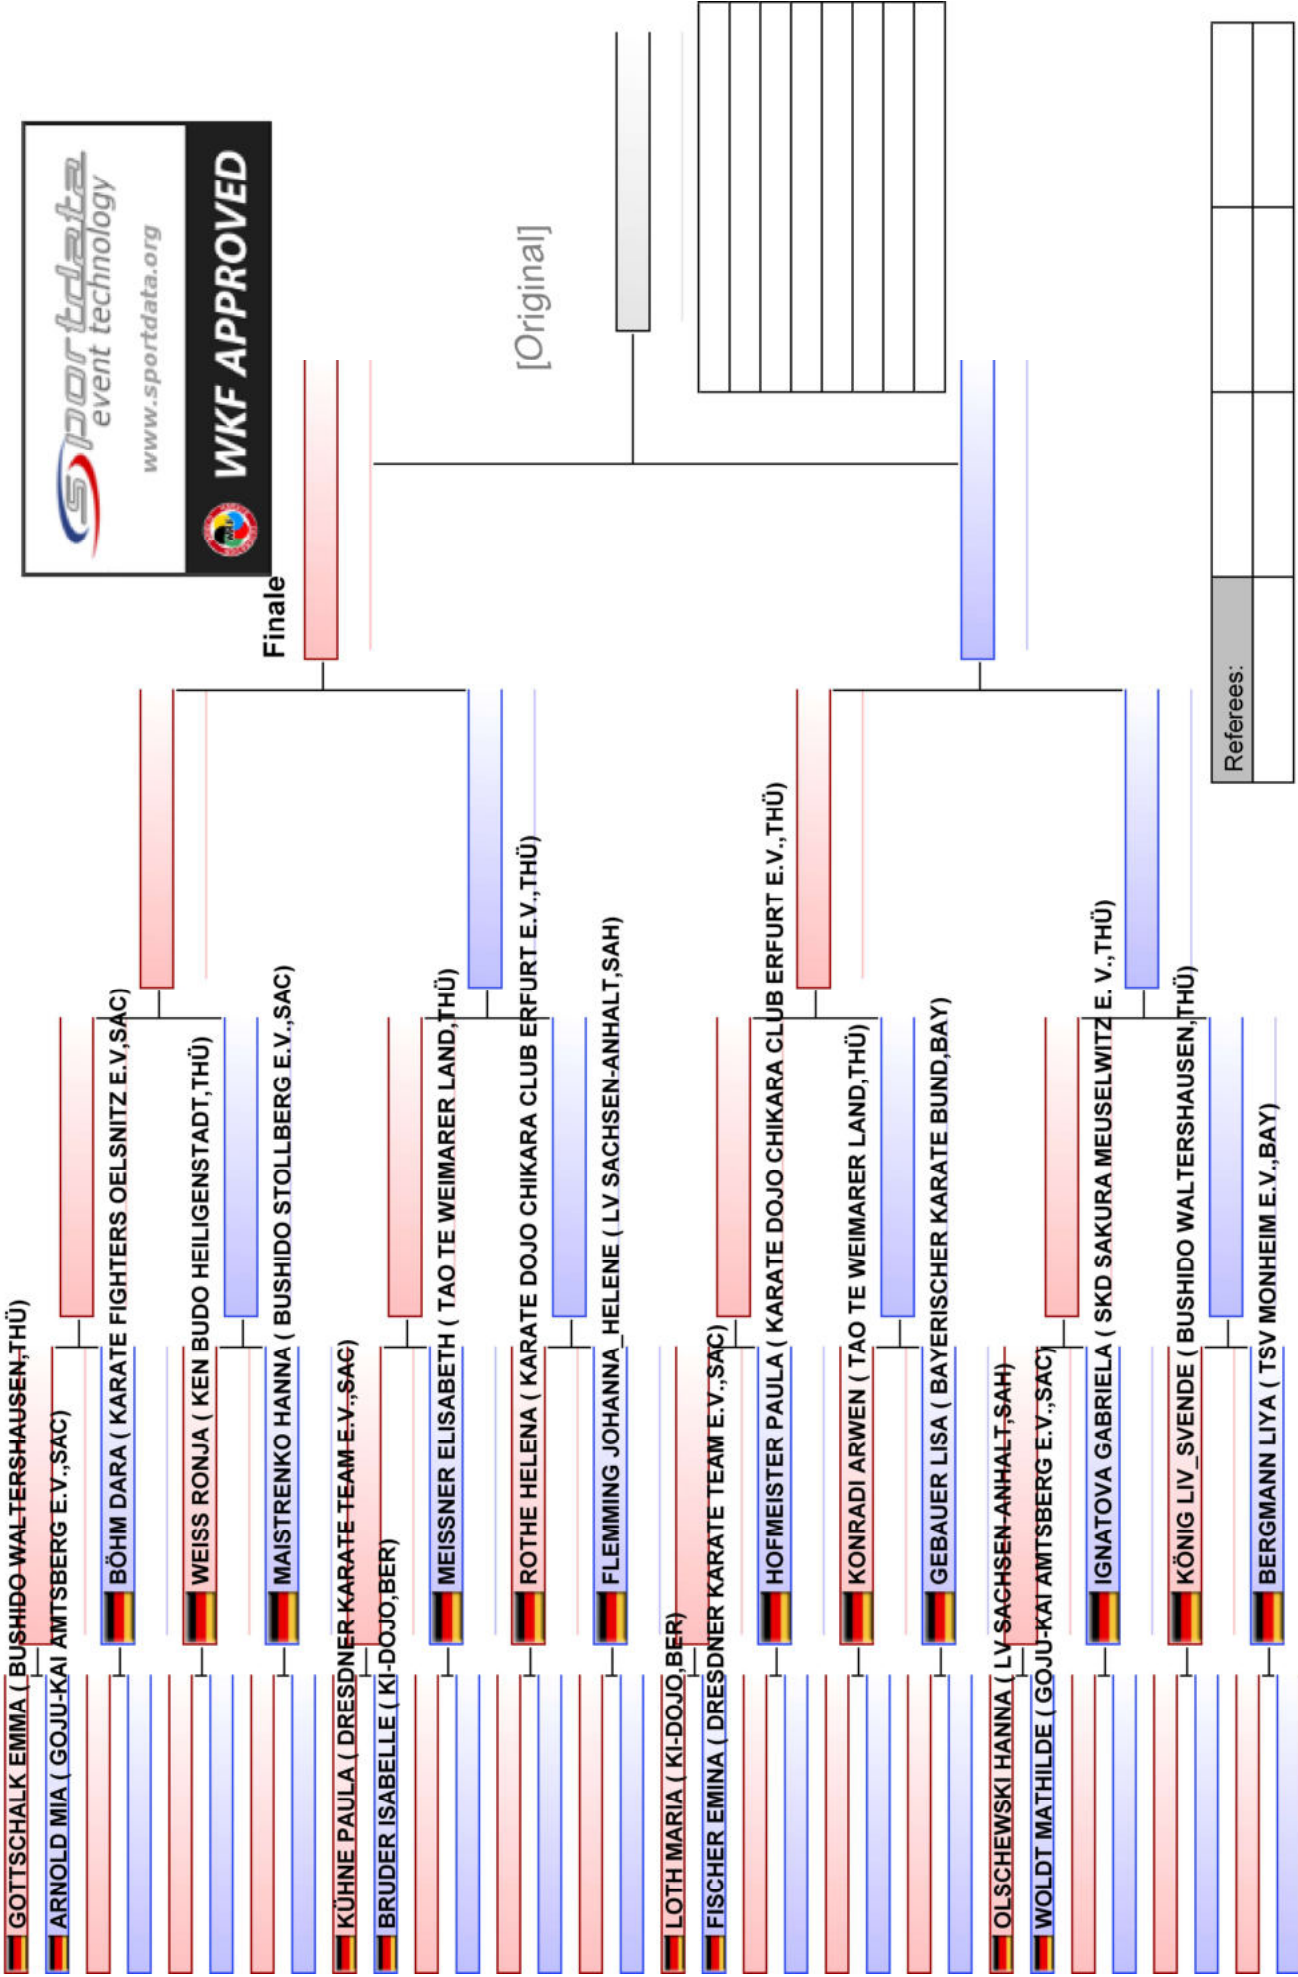 GOTTSCHALK EMMA ( BUSHIDO WALTERSHAUSEN,THÜ)
ARNOLD MIA ( GOJU-KAI AMTSBERG E.V.,SAC)
BÖHM DARA ( KARATE FIGHTERS OELSNITZ E.V,SAC)
WEISS RONJA ( KEN BUDO HEILIGENSTADT,THÜ)
MAISTRENKO HANNA ( BUSHIDO STOLLBERG E.V.,SAC)
KÜHNE PAULA ( DRESDNER KARATE TEAM E.V.,SAC)
BRUDER ISABELLE ( KI-DOJO,BER)
MEISSNER ELISABETH ( TAO TE WEIMARER LAND,THÜ)
ROTHE HELENA ( KARATE DOJO CHIKARA CLUB ERFURT E.V.,THÜ)
FLEMMING JOHANNA_HELENE ( LV SACHSEN-ANHALT,SAH)
LOTH MARIA ( KI-DOJO,BER)
FISCHER EMINA ( DRESDNER KARATE TEAM E.V.,SAC)
HOFMEISTER PAULA ( KARATE DOJO CHIKARA CLUB ERFURT E.V.,THÜ)
KONRADI ARWEN ( TAO TE WEIMARER LAND,THÜ)
GEBAUER LISA ( BAYERISCHER KARATE BUND,BAY)
OLSCHEWSKI HANNA ( LV SACHSEN-ANHALT,SAH)
WOLDT MATHILDE ( GOJU-KAI AMTSBERG E.V.,SAC)
IGNATOVA GABRIELA ( SKD SAKURA MEUSELWITZ E. V.,THÜ)
KÖNIG LIV_SVENDE ( BUSHIDO WALTERSHAUSEN,THÜ)
BERGMANN LIYA ( TSV MONHEIM E.V.,BAY)
Finale
sportdata
event technology
www.sportdata.org
WKF APPROVED
[Original]
Referees: